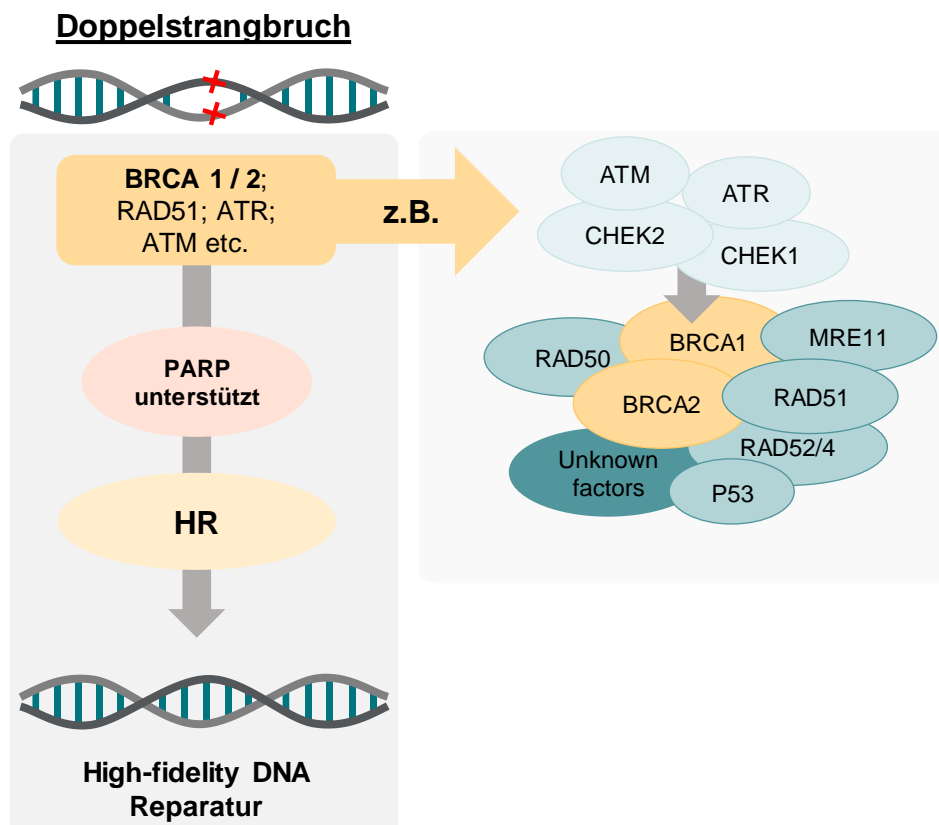 Doppelstrangbruch
BRCA 1 / 2;
RAD51; ATR;
ATM etc.
z.B.
PARP
unterstützt
HR
High-fidelity DNA
Reparatur
ATM
ATR
CHEK2
CHEK1
BRCA1
MRE11
RAD50
BRCA2
RAD51
RAD52/4
Unknown
factors
P53